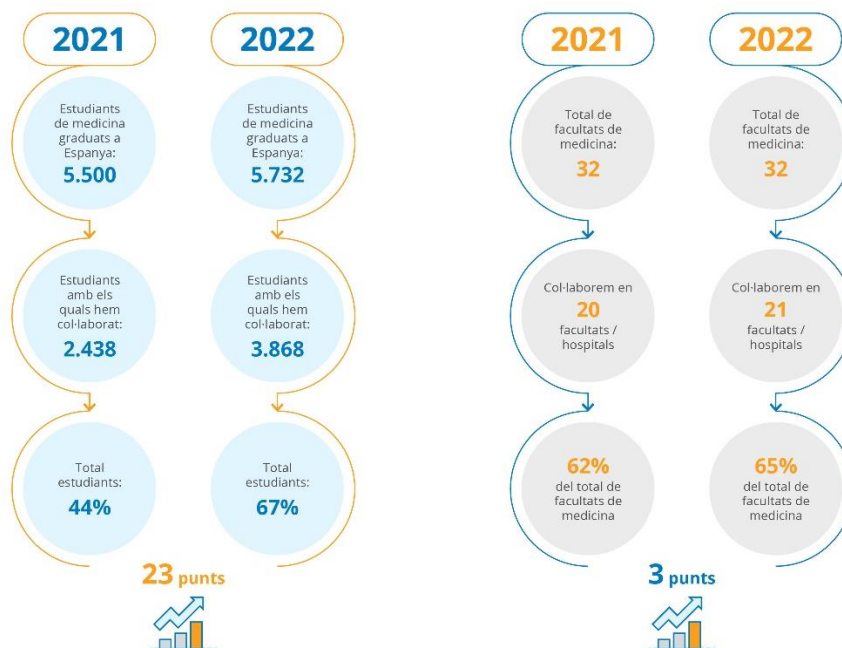 2021
Estudiants
de medicina
graduats a
Espanya:
5.500
Estudiants
amb els
quals hem
col·laborat:
2.438
Total
estudiants:
44%
2022
Estudiants
de medicina
graduats a
Espanya:
5.732
Estudiants
amb els
quals hem
col·laborat:
3.868
Total
estudiants:
67%
23 punts
2021
Total de
facultats de
medicina:
32
Col·laborem en
20
facultats /
hospitals
62%
del total de
facultats de
medicina
2022
Total de
facultats de
medicina:
32
Col·laborem en
21
facultats /
hospitals
65%
del total de
facultats de
medicina
3 punts